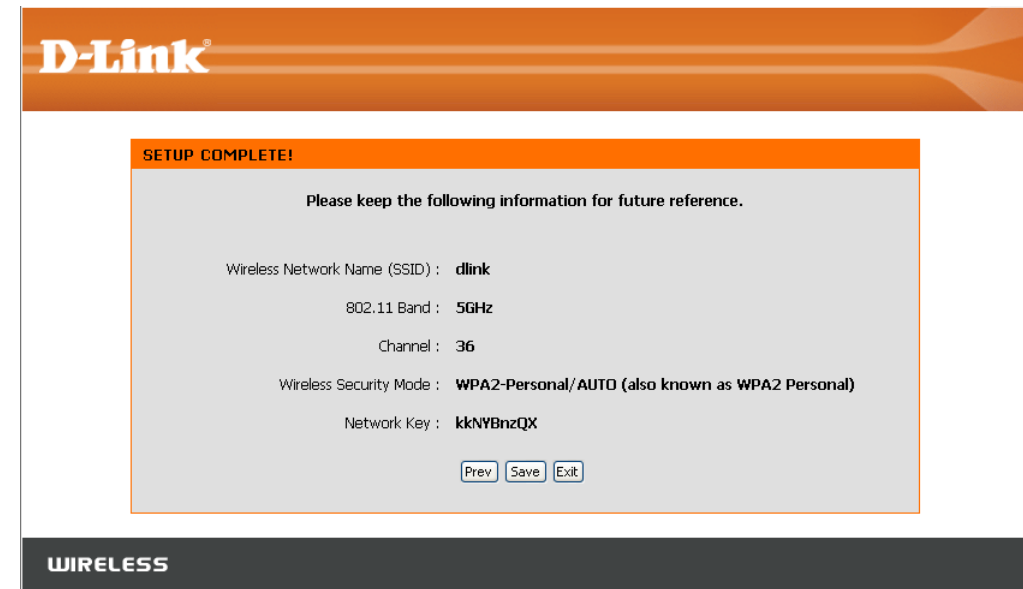 D-Link®
SETUP COMPLETE!
Please keep the following information for future reference.
Wireless Network Name (SSID) : dlink
802.11 Band : 5GHz
Channel : 36
Wireless Security Mode : WPA2-Personal/AUTO (also known as WPA2 Personal)
Network Key : kkNYBnzQX
Prev Save Exit
WIRELESS